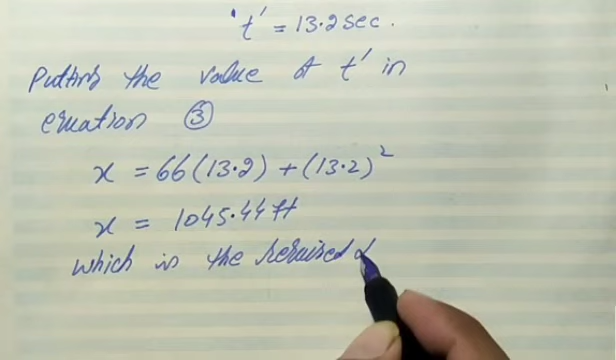 't' = 13.2 sec.
Putting the value of t' in
equation ③
x = 66(13.2) + (13.2)²
x = 1045.44 ft
which is the required d